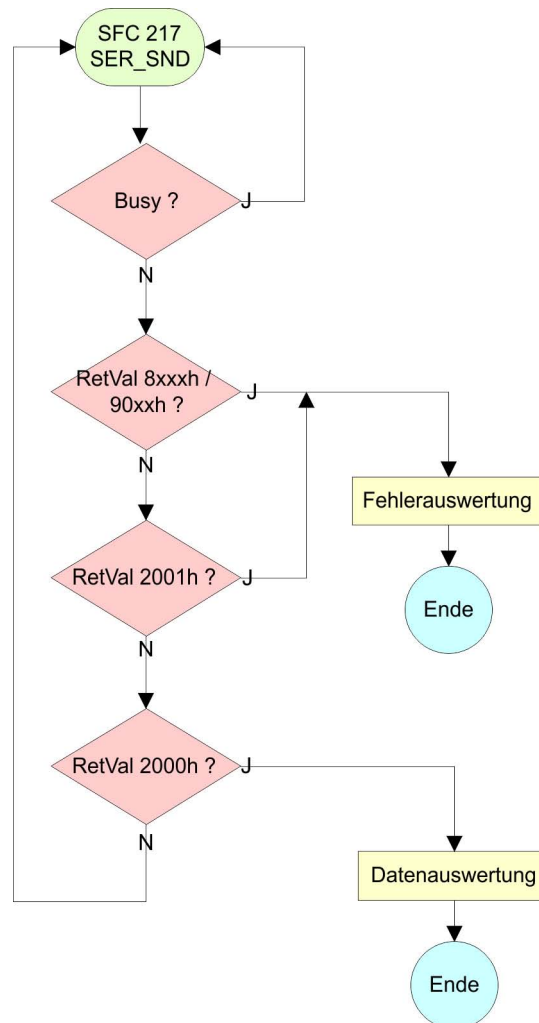 SFC 217
SER_SND
Busy ?
J
N
RetVal 8xxxh /
90xxh ?
J
N
Fehlerauswertung
RetVal 2001h ?
J
Ende
N
RetVal 2000h ?
J
N
Datenauswertung
Ende